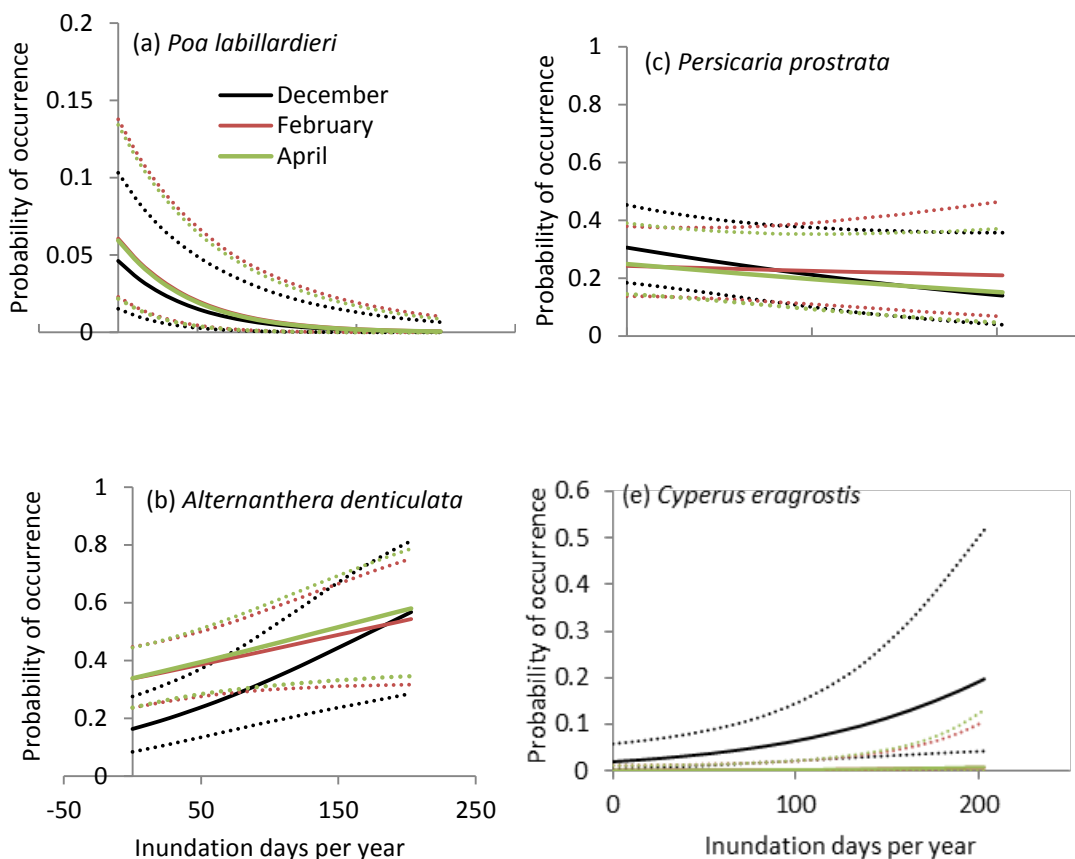 (a) Poa labillardieri
Probability of occurrence
0.2
0.15
0.1
0.05
0
December
February
April
(c) Persicaria prostrata
Probability of occurrence
1
0.8
0.6
0.4
0.2
0
(b) Alternanthera denticulata
Probability of occurrence
1
0.8
0.6
0.4
0.2
0
-50 50 150 250
Inundation days per year
(e) Cyperus eragrostis
Probability of occurrence
0.6
0.5
0.4
0.3
0.2
0.1
0
0 100 200
Inundation days per year